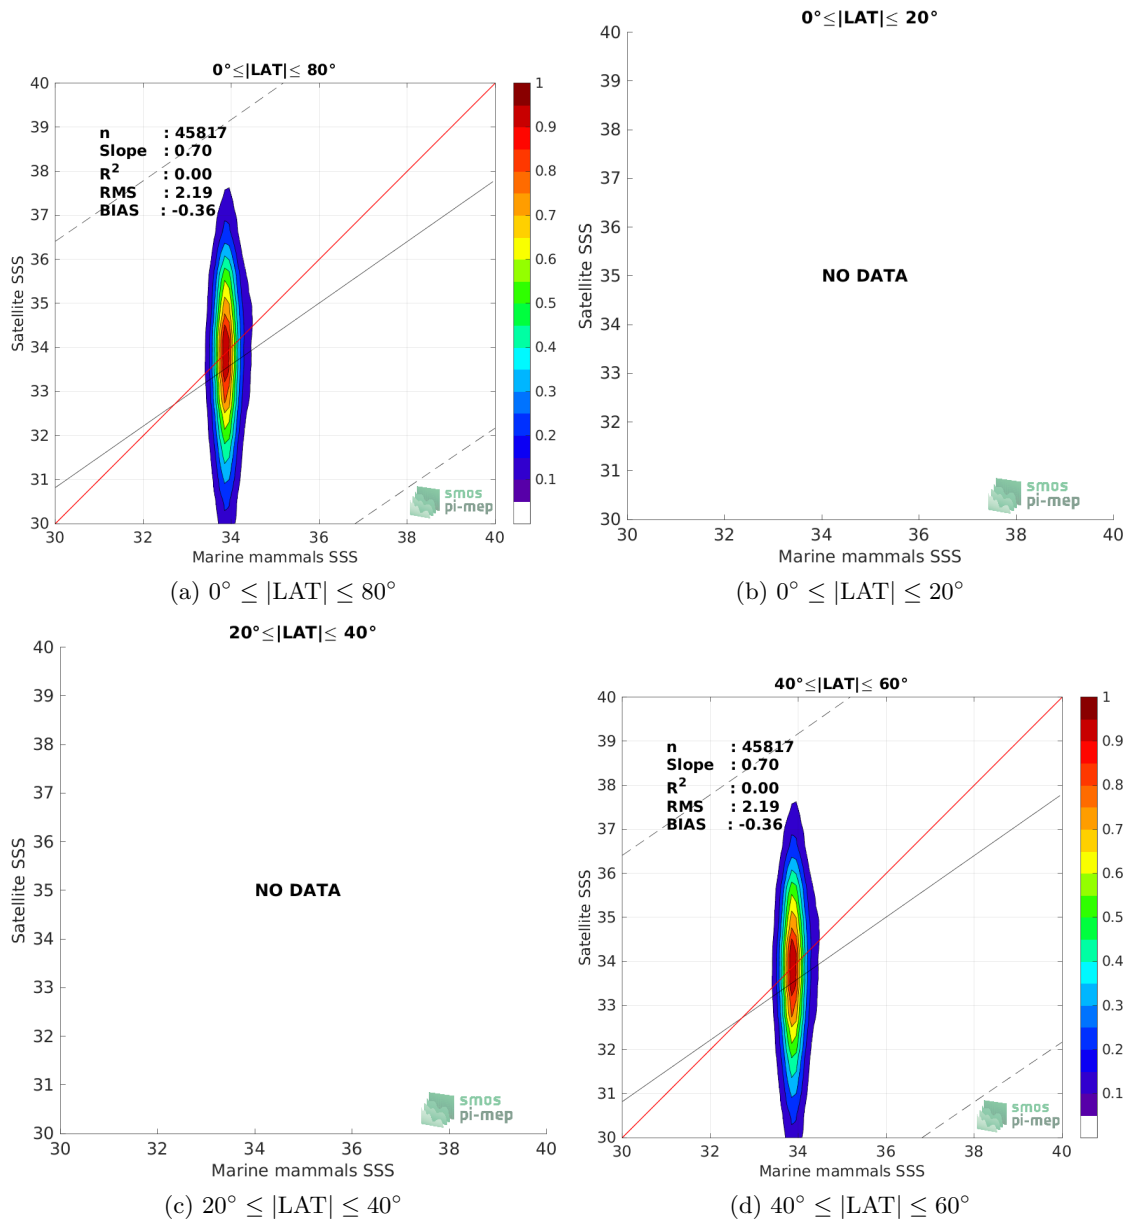 0°≤|LAT|≤ 80°
40
39
38
37
36
35
34
33
32
31
30
Satellite SSS
n : 45817
Slope : 0.70
R² : 0.00
RMS : 2.19
BIAS : -0.36
smos
pi-mep
30 32 34 36 38 40
Marine mammals SSS
1
0.9
0.8
0.7
0.6
0.5
0.4
0.3
0.2
0.1
(a) 0° ≤ |LAT| ≤ 80°
0°≤|LAT|≤ 20°
40
39
38
37
36
35
34
33
32
31
30
Satellite SSS
NO DATA
smos
pi-mep
30 32 34 36 38 40
Marine mammals SSS
(b) 0° ≤ |LAT| ≤ 20°
20°≤|LAT|≤ 40°
40
39
38
37
36
35
34
33
32
31
30
Satellite SSS
NO DATA
smos
pi-mep
30 32 34 36 38 40
Marine mammals SSS
(c) 20° ≤ |LAT| ≤ 40°
40°≤|LAT|≤ 60°
40
39
38
37
36
35
34
33
32
31
30
Satellite SSS
n : 45817
Slope : 0.70
R² : 0.00
RMS : 2.19
BIAS : -0.36
smos
pi-mep
30 32 34 36 38 40
Marine mammals SSS
1
0.9
0.8
0.7
0.6
0.5
0.4
0.3
0.2
0.1
(d) 40° ≤ |LAT| ≤ 60°